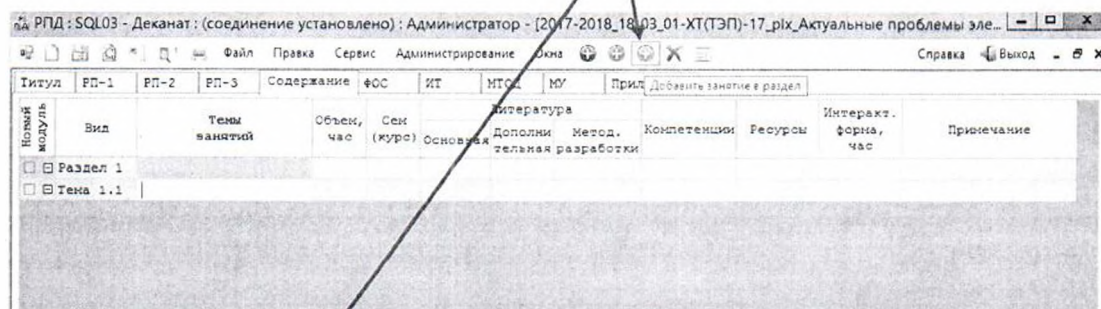 РПД : SQL03 - Деканат : (соединение установлено) : Администратор - [2017-2018_18_03_01-ХТ(ТЭП)-17_plx_Актуальные проблемы эле...
Файл Правка Сервис Администрирование Окна Справка Выход
Титул РП-1 РП-2 РП-3 Содержание ФОС ИТ МТОД МУ Прил Добавить занятие в раздел
Новый модуль Вид Темы занятий Объем, час Сем (курс) Литература Основная Дополнительная Метод. разработки Компетенции Ресурсы Интеракт. форма, час Примечание
Раздел 1
Тема 1.1